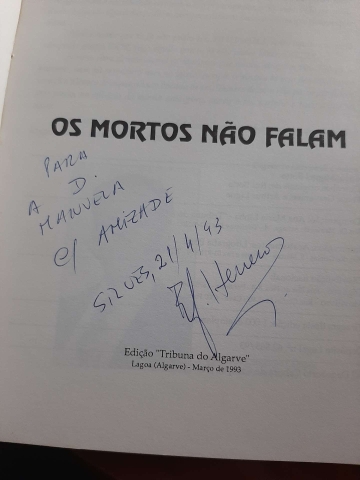 OS MORTOS NÃO FALAM
PARA
A D.
MANUELA
C/ AMIZADE
SILVES, 21/4/93
Edição "Tribuna do Algarve"
Lagoa (Algarve) - Março de 1993